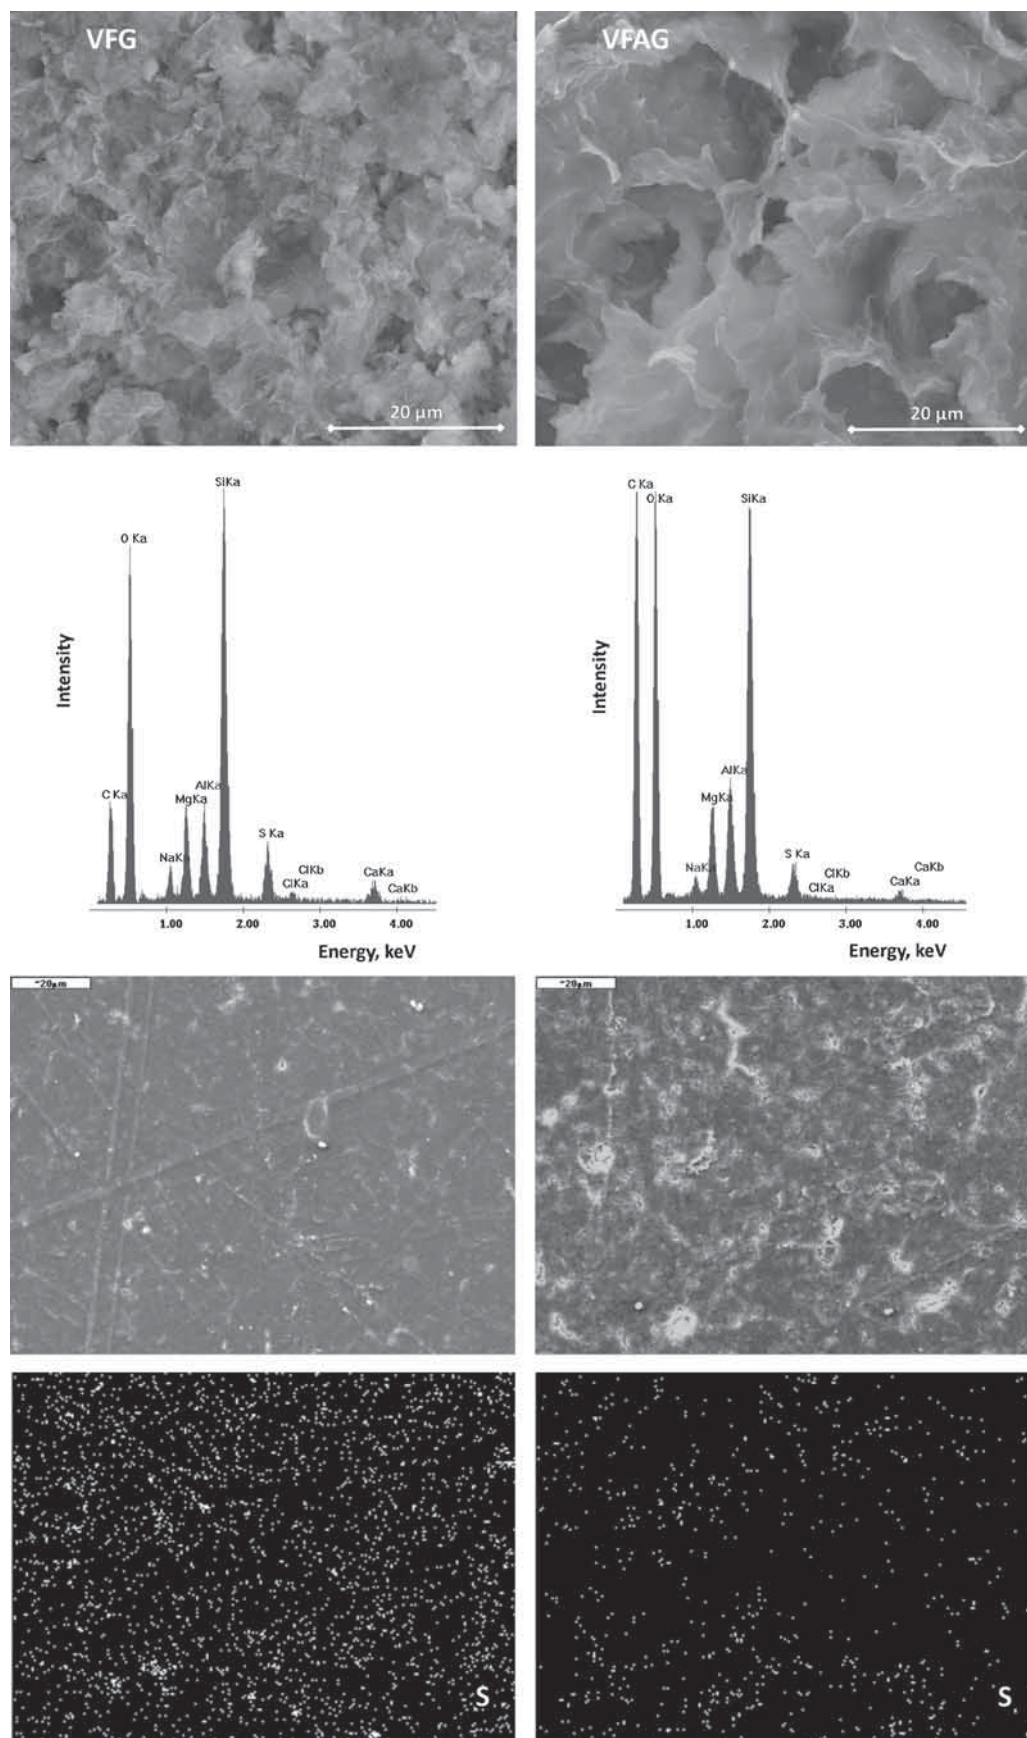 VFG
VFAG
20 µm
20 µm
SiKa
O Ka
C Ka
MgKa
AlKa
NaKa
S Ka
ClKa
ClKb
CaKa
CaKb
Intensity
1.00
2.00
3.00
4.00
Energy, keV
C Ka
O Ka
SiKa
AlKa
MgKa
NaKa
S Ka
ClKa
ClKb
CaKa
CaKb
Intensity
1.00
2.00
3.00
4.00
Energy, keV
~20µm
~20µm
S
S